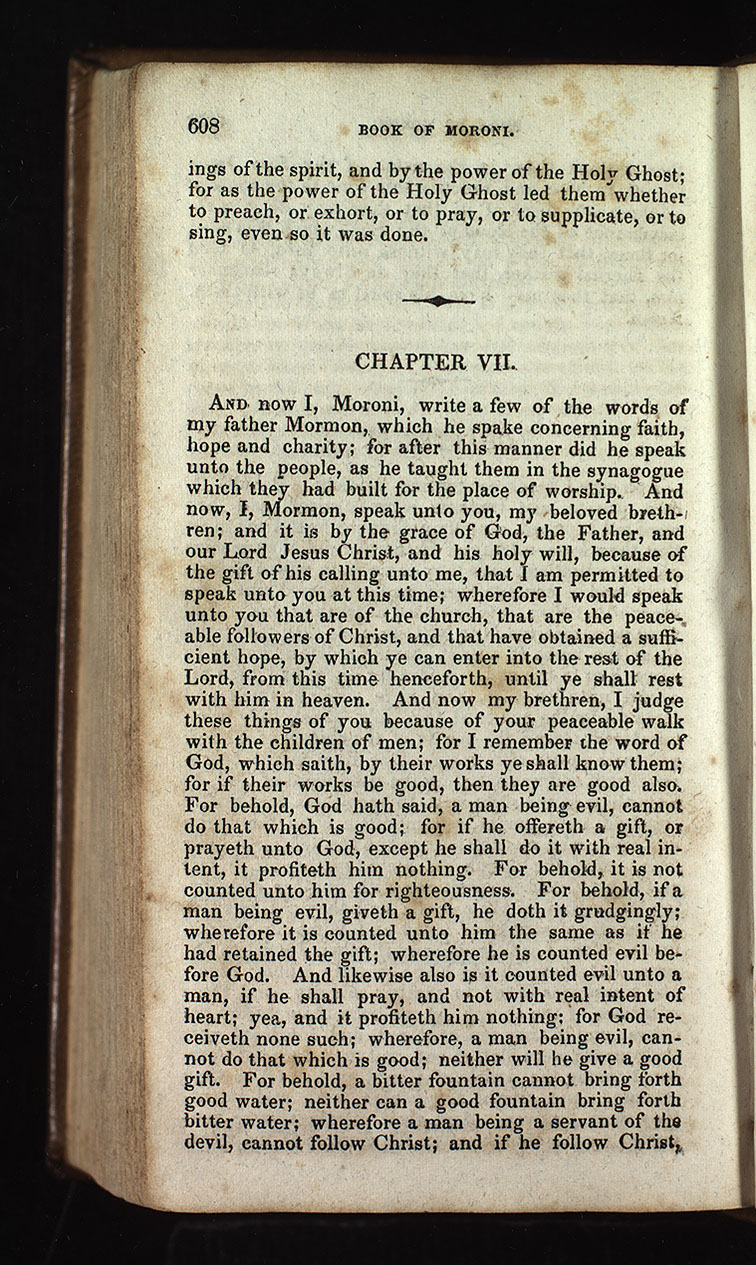 608
BOOK OF MORONI.
ings of the spirit, and by the power of the Holy Ghost;
for as the power of the Holy Ghost led them whether
to preach, or exhort, or to pray, or to supplicate, or to
sing, even so it was done.
CHAPTER VII.
AND now I, Moroni, write a few of the words of
my father Mormon, which he spake concerning faith,
hope and charity; for after this manner did he speak
unto the people, as he taught them in the synagogue
which they had built for the place of worship. And
now, I, Mormon, speak unto you, my beloved breth-
ren; and it is by the grace of God, the Father, and
our Lord Jesus Christ, and his holy will, because of
the gift of his calling unto me, that I am permitted to
speak unto you at this time; wherefore I would speak
unto you that are of the church, that are the peace-
able followers of Christ, and that have obtained a suffi-
cient hope, by which ye can enter into the rest of the
Lord, from this time henceforth, until ye shall rest
with him in heaven. And now my brethren, I judge
these things of you because of your peaceable walk
with the children of men; for I remember the word of
God, which saith, by their works ye shall know them;
for if their works be good, then they are good also.
For behold, God hath said, a man being evil, cannot
do that which is good; for if he offereth a gift, or
prayeth unto God, except he shall do it with real in-
tent, it profiteth him nothing. For behold, it is not
counted unto him for righteousness. For behold, if a
man being evil, giveth a gift, he doth it grudgingly;
wherefore it is counted unto him the same as if he
had retained the gift; wherefore he is counted evil be-
fore God. And likewise also is it counted evil unto a
man, if he shall pray, and not with real intent of
heart; yea, and it profiteth him nothing; for God re-
ceiveth none such; wherefore, a man being evil, can-
not do that which is good; neither will he give a good
gift. For behold, a bitter fountain cannot bring forth
good water; neither can a good fountain bring forth
bitter water; wherefore a man being a servant of the
devil, cannot follow Christ; and if he follow Christ,